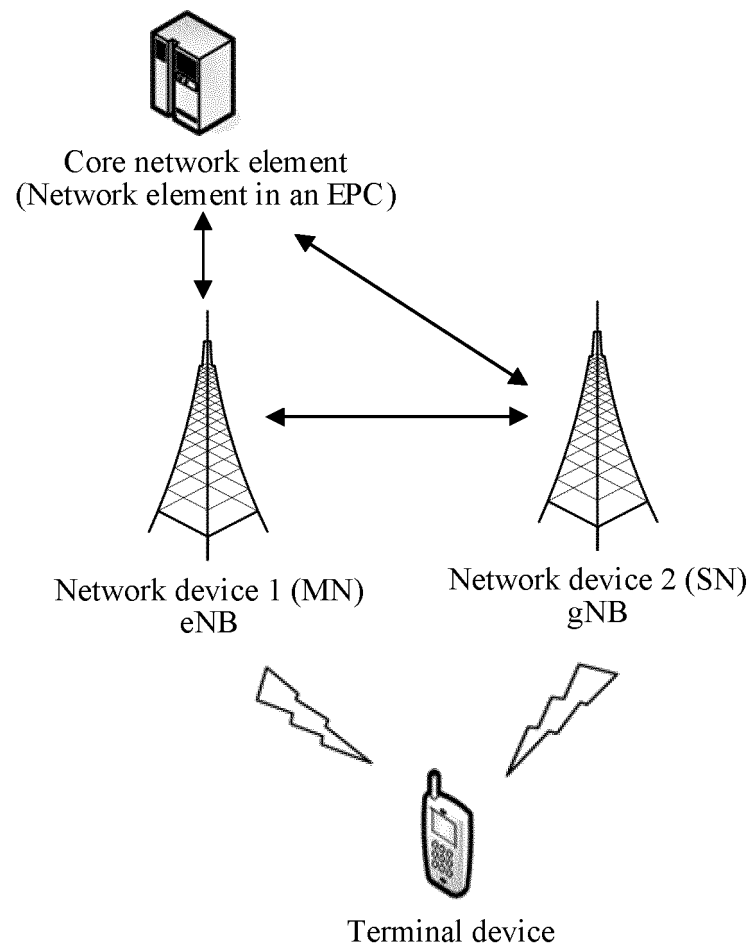 Core network element
(Network element in an EPC)
Network device 1 (MN)
eNB
Network device 2 (SN)
gNB
Terminal device